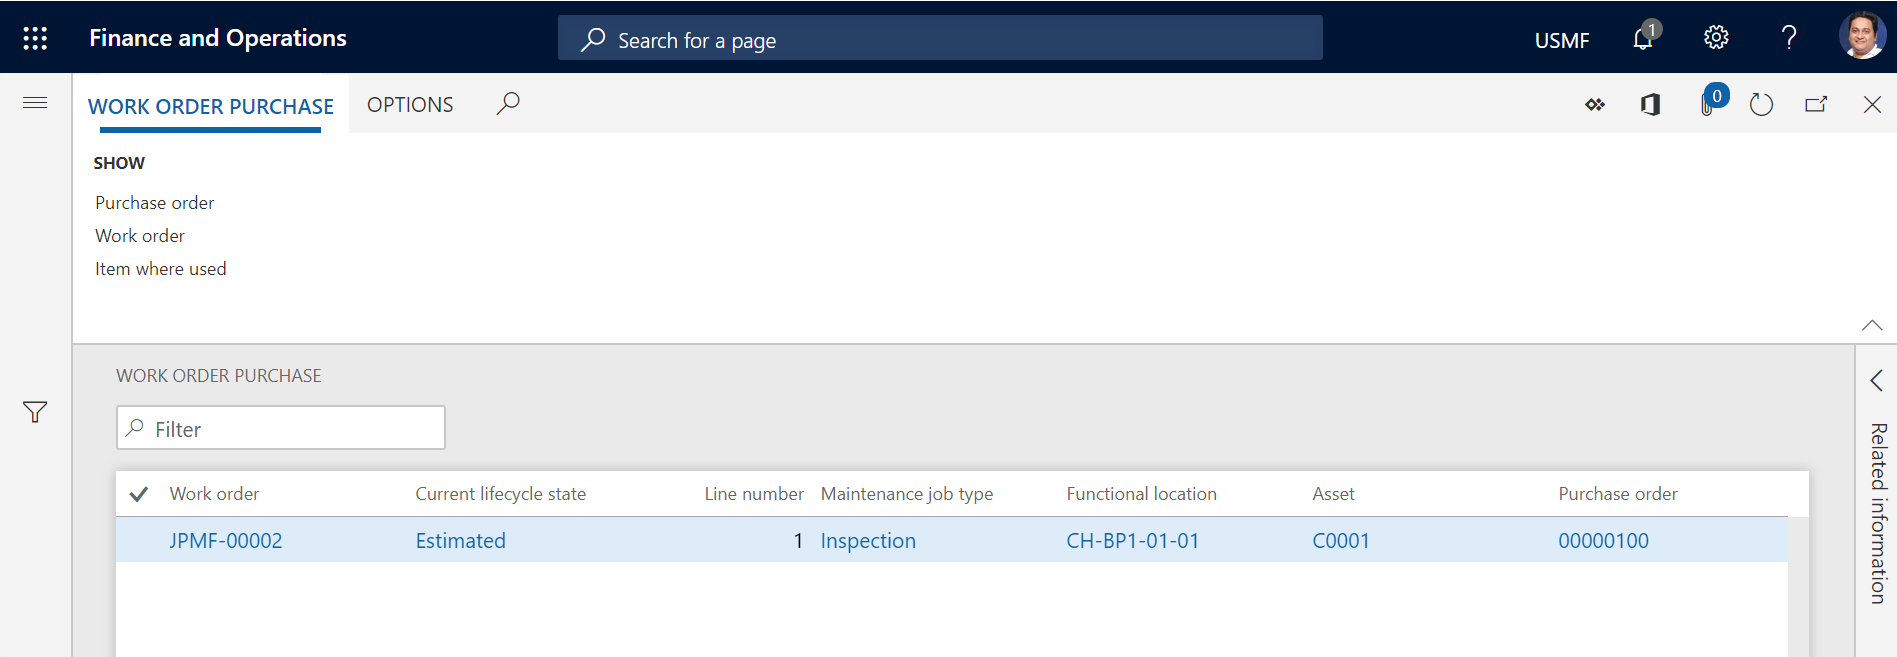 Finance and Operations
Search for a page
USMF
1
?
WORK ORDER PURCHASE
OPTIONS
0
SHOW
Purchase order
Work order
Item where used
WORK ORDER PURCHASE
Filter
Work order Current lifecycle state Line number Maintenance job type Functional location Asset Purchase order
JPMF-00002 Estimated 1 Inspection CH-BP1-01-01 C0001 00000100
Related information